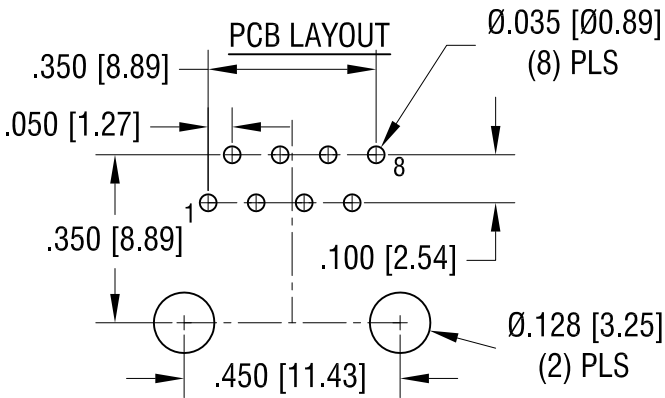 PCB LAYOUT
Ø.035 [Ø0.89]
(8) PLS
.350 [8.89]
.050 [1.27]
8
1
.350 [8.89]
.100 [2.54]
Ø.128 [3.25]
(2) PLS
.450 [11.43]